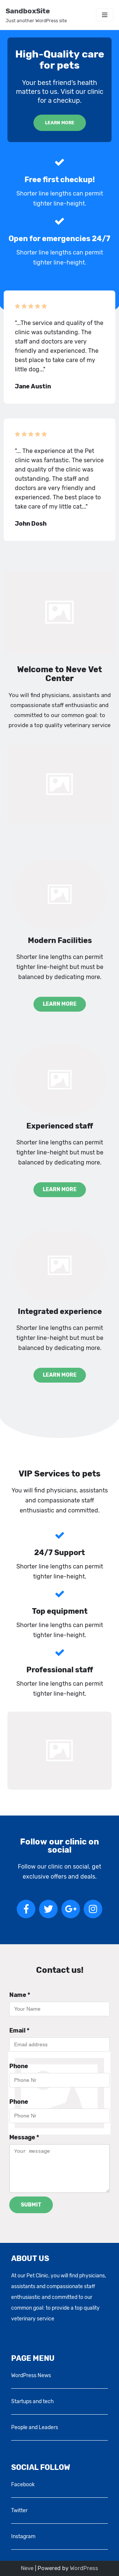 SandboxSite
Just another WordPress site
High-Quality care
for pets
Your best friend's health
matters to us. Visit our clinic
for a checkup.
LEARN MORE
Free first checkup!
Shorter line lengths can permit
tighter line-height.
Open for emergencies 24/7
Shorter line lengths can permit
tighter line-height.
"...The service and quality of the
clinic was outstanding. The
staff and doctors are very
friendly and experienced. The
best place to take care of my
little dog..."
Jane Austin
"... The experience at the Pet
clinic was fantastic. The service
and quality of the clinic was
outstanding. The staff and
doctors are very friendly and
experienced. The best place to
take care of my little cat..."
John Dosh
Welcome to Neve Vet
Center
You will find physicians, assistants and
compassionate staff enthusiastic and
committed to our common goal: to
provide a top quality veterinary service
Modern Facilities
Shorter line lengths can permit
tighter line-height but must be
balanced by dedicating more.
LEARN MORE
Experienced staff
Shorter line lengths can permit
tighter line-height but must be
balanced by dedicating more.
LEARN MORE
Integrated experience
Shorter line lengths can permit
tighter line-height but must be
balanced by dedicating more.
LEARN MORE
VIP Services to pets
You will find physicians, assistants
and compassionate staff
enthusiastic and committed.
24/7 Support
Shorter line lengths can permit
tighter line-height.
Top equipment
Shorter line lengths can permit
tighter line-height.
Professional staff
Shorter line lengths can permit
tighter line-height.
Follow our clinic on
social
Follow our clinic on social, get
exclusive offers and deals.
Contact us!
Name *
Your Name
Email *
Email address
Phone
Phone Nr
Phone
Phone Nr
Message *
Your message
SUBMIT
ABOUT US
At our Pet Clinic, you will find physicians,
assistants and compassionate staff
enthusiastic and committed to our
common goal: to provide a top quality
veterinary service
PAGE MENU
WordPress News
Startups and tech
People and Leaders
SOCIAL FOLLOW
Facebook
Twitter
Instagram
Neve | Powered by WordPress